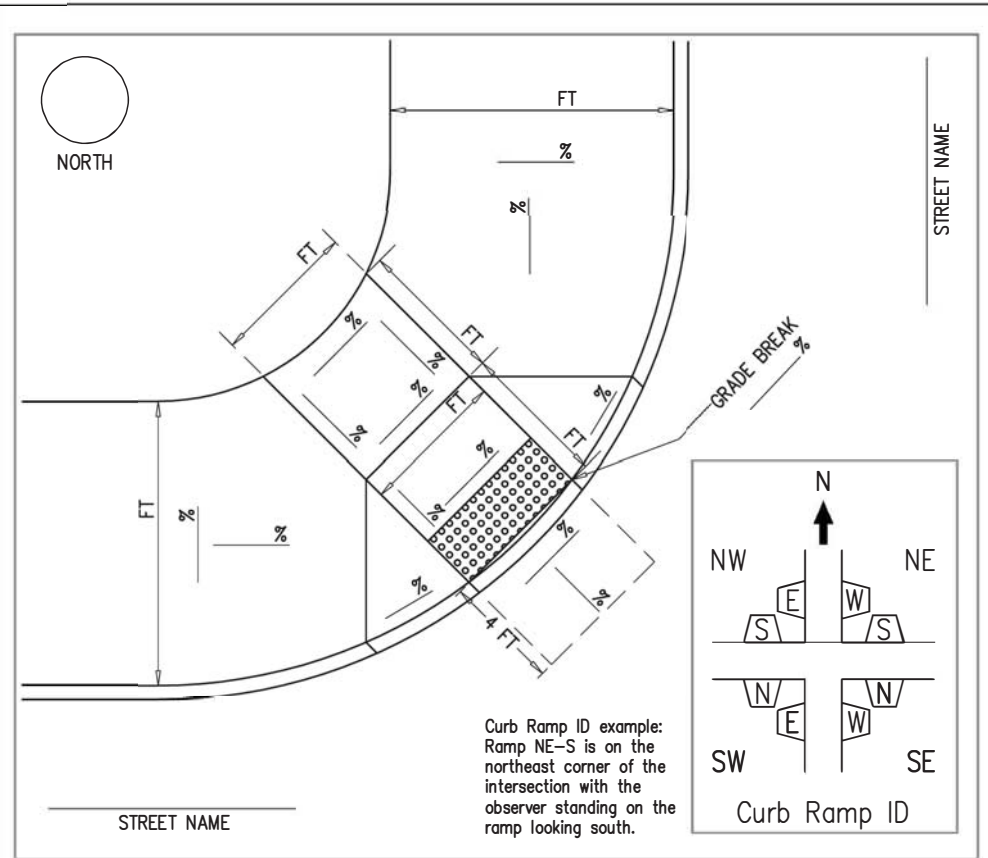 NORTH
FT
%
%
STREET NAME
FT
FT
%
%
%
%
FT
FT
%
%
%
GRADE BREAK
%
FT
%
%
%
%
%
4 FT
STREET NAME
Curb Ramp ID example:
Ramp NE-S is on the
northeast corner of the
intersection with the
observer standing on the
ramp looking south.
N
NW
NE
E
W
S
S
N
N
E
W
SW
SE
Curb Ramp ID